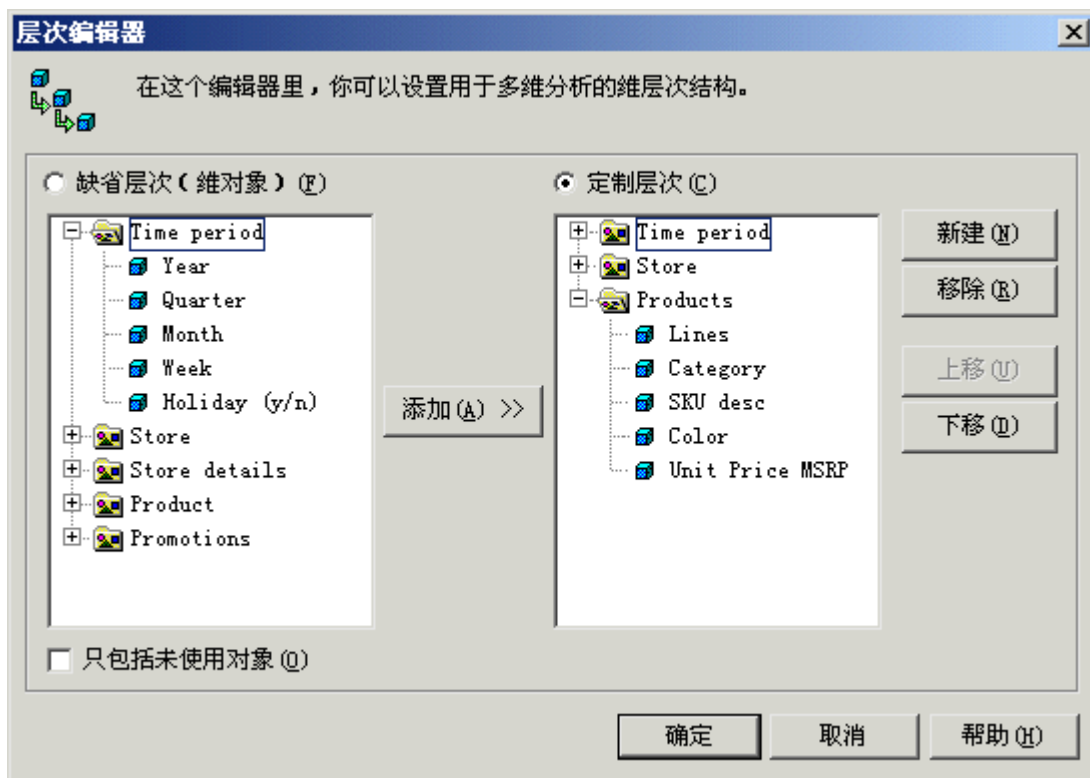 层次编辑器
在这个编辑器里，你可以设置用于多维分析的维层次结构。
缺省层次（维对象）(F)
Time period
Year
Quarter
Month
Week
Holiday (y/n)
Store
Store details
Product
Promotions
只包括未使用对象(O)
添加(A) >>
定制层次(C)
Time period
Store
Products
Lines
Category
SKU desc
Color
Unit Price MSRP
新建(N)
移除(R)
上移(U)
下移(D)
确定
取消
帮助(H)